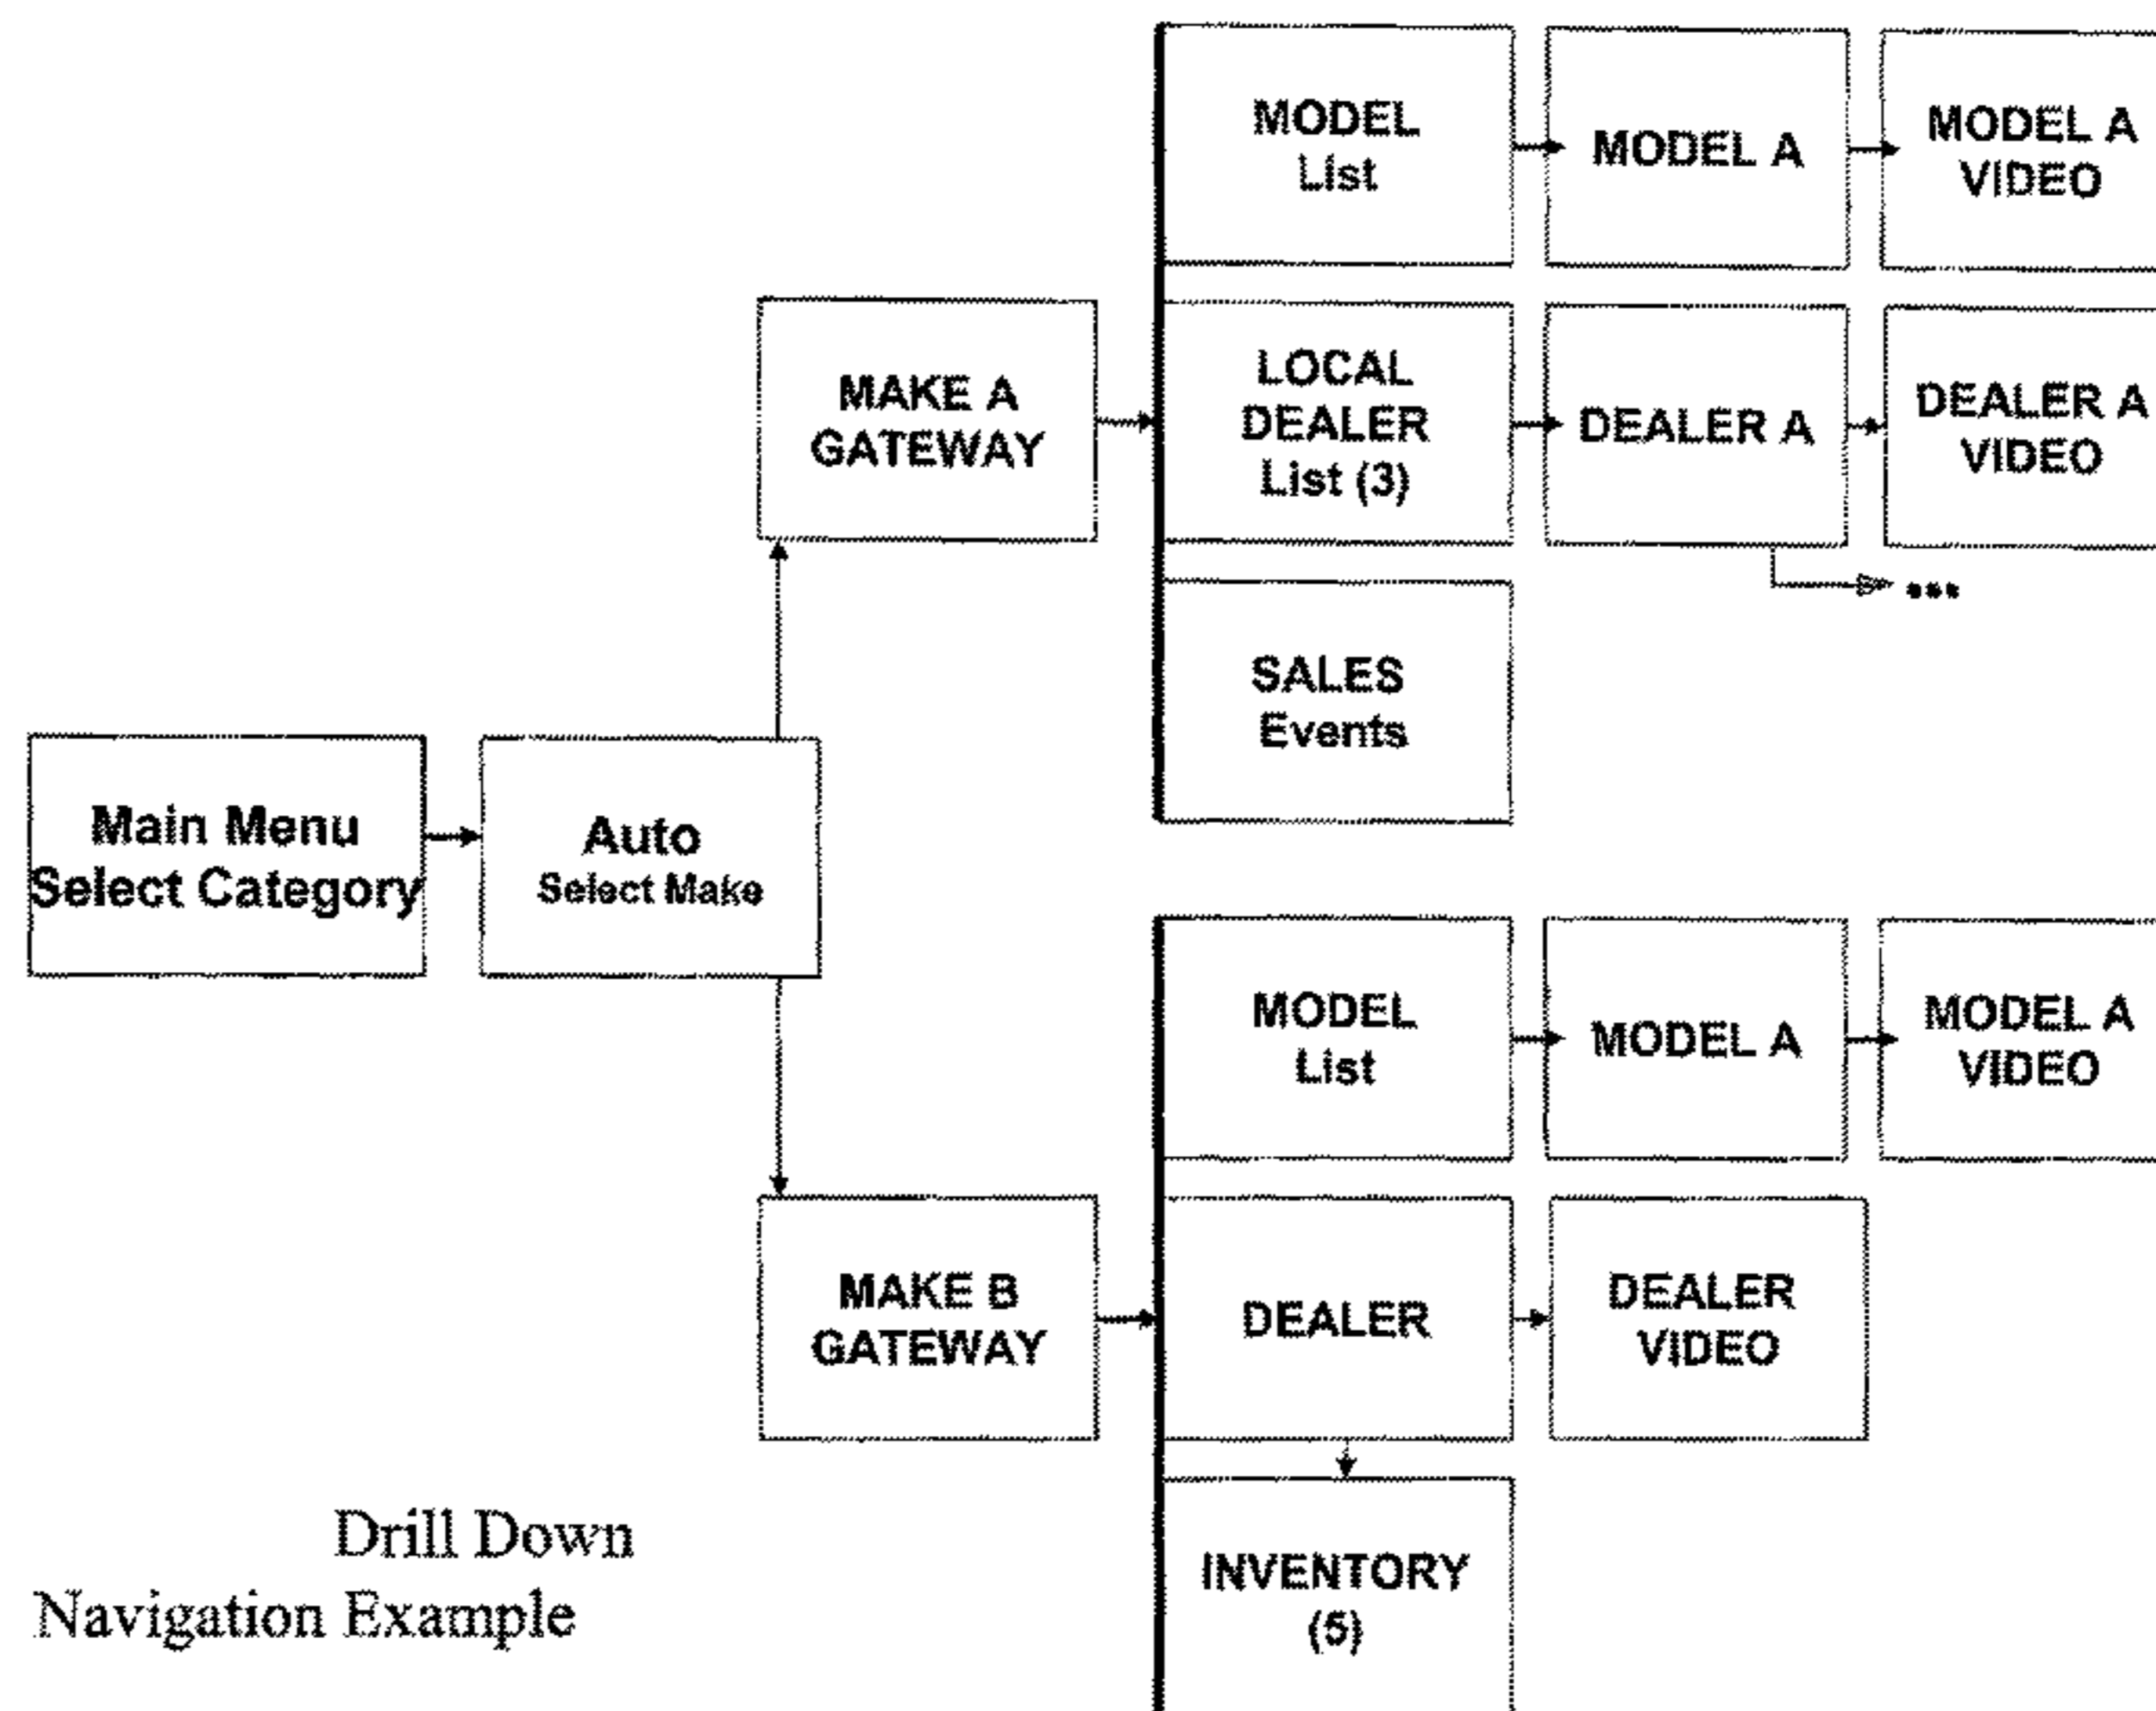 MODEL
List
MODEL A
MODEL A
VIDEO
MAKE A
GATEWAY
LOCAL
DEALER
List (3)
DEALER A
DEALER A
VIDEO
...
SALES
Events
Main Menu
Select Category
Auto
Select Make
MODEL
List
MODEL A
MODEL A
VIDEO
MAKE B
GATEWAY
DEALER
DEALER
VIDEO
INVENTORY
(5)
Drill Down
Navigation Example